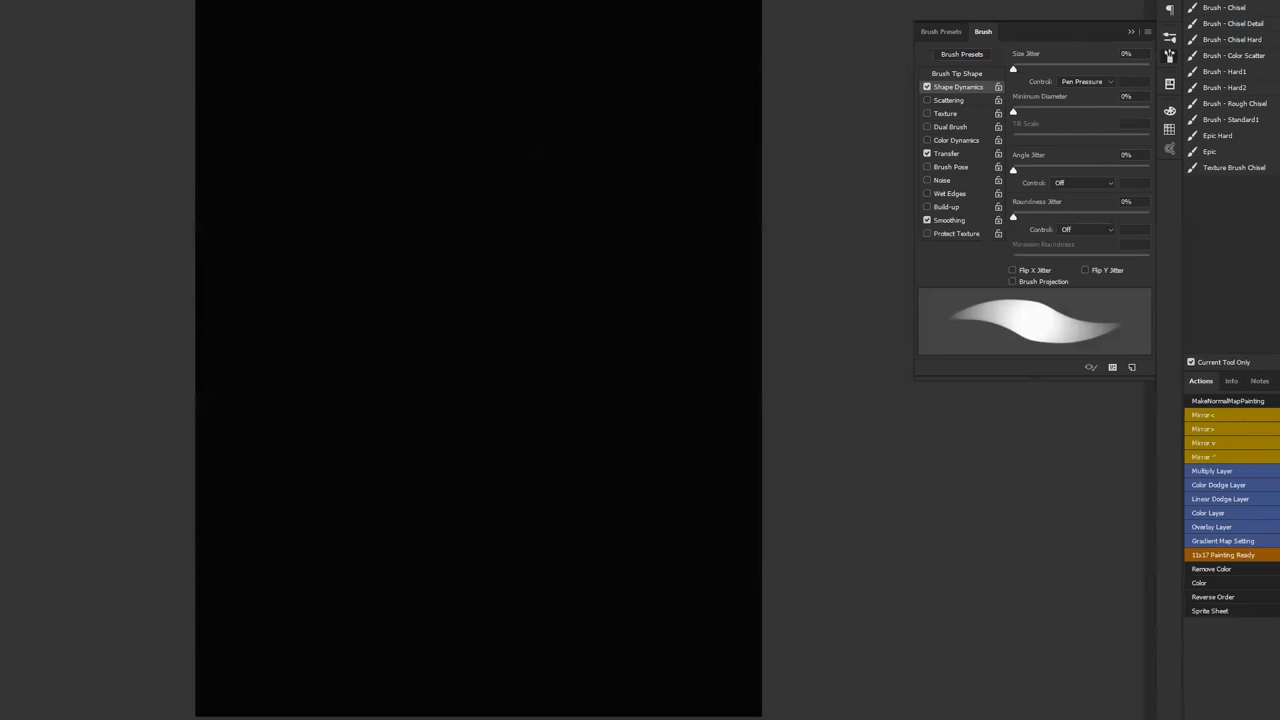 Brush Presets Brush
Brush Presets
Brush Tip Shape
Shape Dynamics
Scattering
Texture
Dual Brush
Color Dynamics
Transfer
Brush Pose
Noise
Wet Edges
Build-up
Smoothing
Protect Texture
Size Jitter 0%
Control: Pen Pressure
Minimum Diameter 0%
Tilt Scale
Angle Jitter 0%
Control: Off
Roundness Jitter 0%
Control: Off
Minimum Roundness
Flip X Jitter Flip Y Jitter
Brush Projection
Brush - Chisel
Brush - Chisel Detail
Brush - Chisel Hard
Brush - Color Scatter
Brush - Hard1
Brush - Hard2
Brush - Rough Chisel
Brush - Standard1
Epic Hard
Epic
Texture Brush Chisel
Current Tool Only
Actions Info Notes
MakeNormalMapPainting
Mirror <
Mirror >
Mirror v
Mirror ^
Multiply Layer
Color Dodge Layer
Linear Dodge Layer
Color Layer
Overlay Layer
Gradient Map Setting
11x17 Painting Ready
Remove Color
Color
Reverse Order
Sprite Sheet